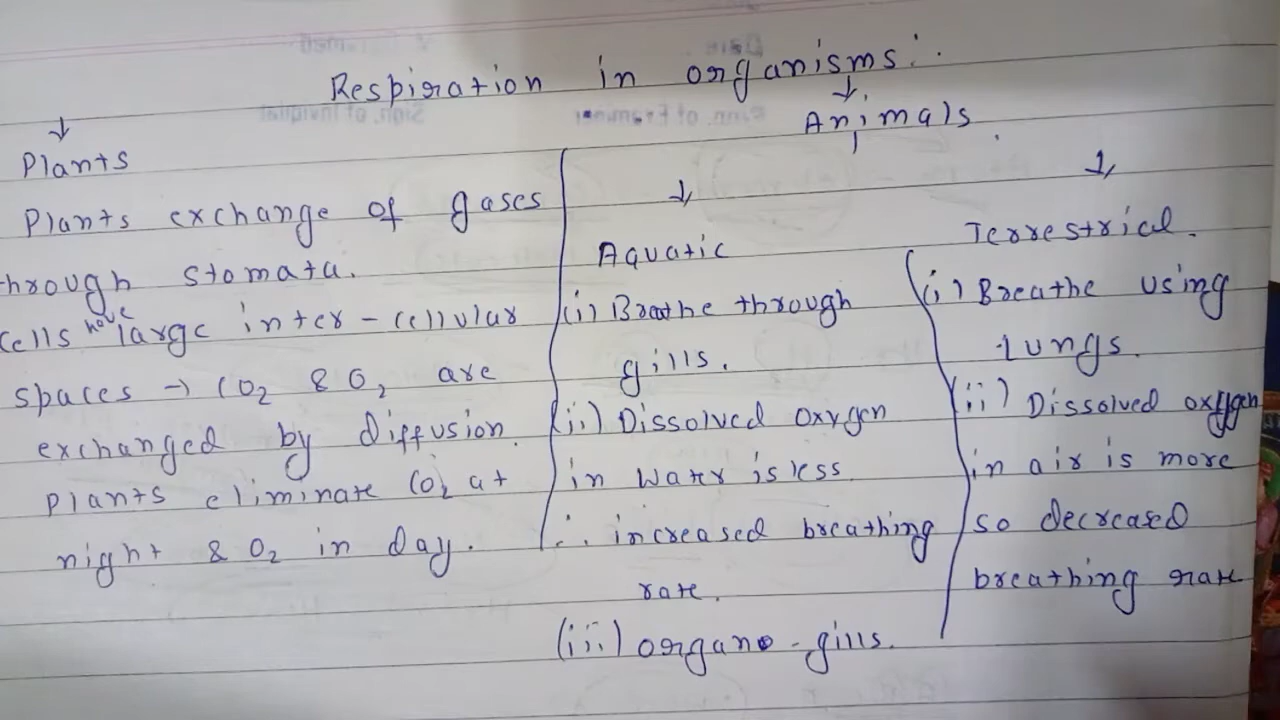 Respiration in organisms :.
Plants
Plants exchange of gases
through stomata.
cells have large inter-cellular
spaces → CO2 & O2 are
exchanged by diffusion.
Plants eliminate CO2 at
night & O2 in day.
Animals
Aquatic
(i) Breathe through
gills.
(ii) Dissolved oxygen
in water is less
∴ increased breathing
rate.
(iii) organo - gills.
Terrestrial.
(i) Breathe using
lungs.
(ii) Dissolved oxygen
in air is more
so decreased
breathing rate